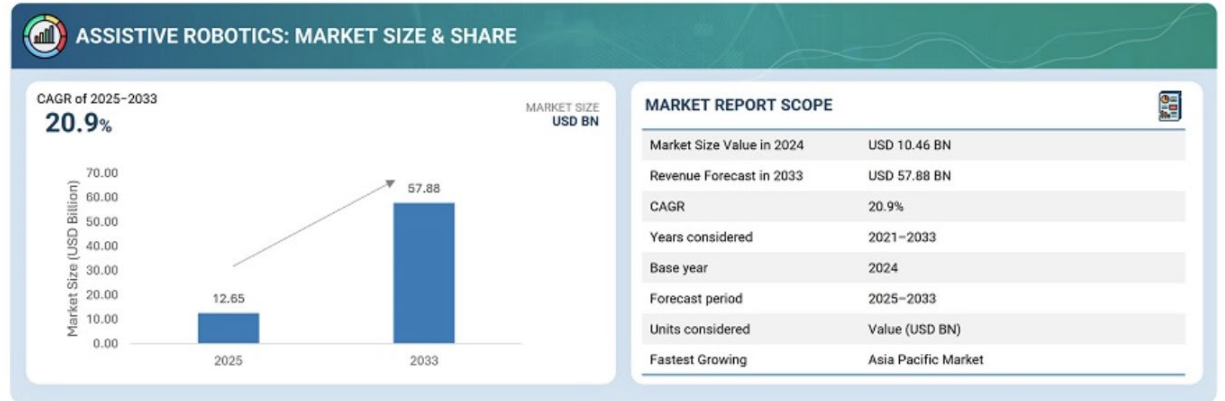 ASSISTIVE ROBOTICS: MARKET SIZE & SHARE
CAGR of 2025–2033
20.9%
MARKET SIZE
USD BN
Market Size (USD Billion)
70.00
60.00
50.00
40.00
30.00
20.00
10.00
0.00
12.65
57.88
2025
2033
MARKET REPORT SCOPE
Market Size Value in 2024 USD 10.46 BN
Revenue Forecast in 2033 USD 57.88 BN
CAGR 20.9%
Years considered 2021–2033
Base year 2024
Forecast period 2025–2033
Units considered Value (USD BN)
Fastest Growing Asia Pacific Market